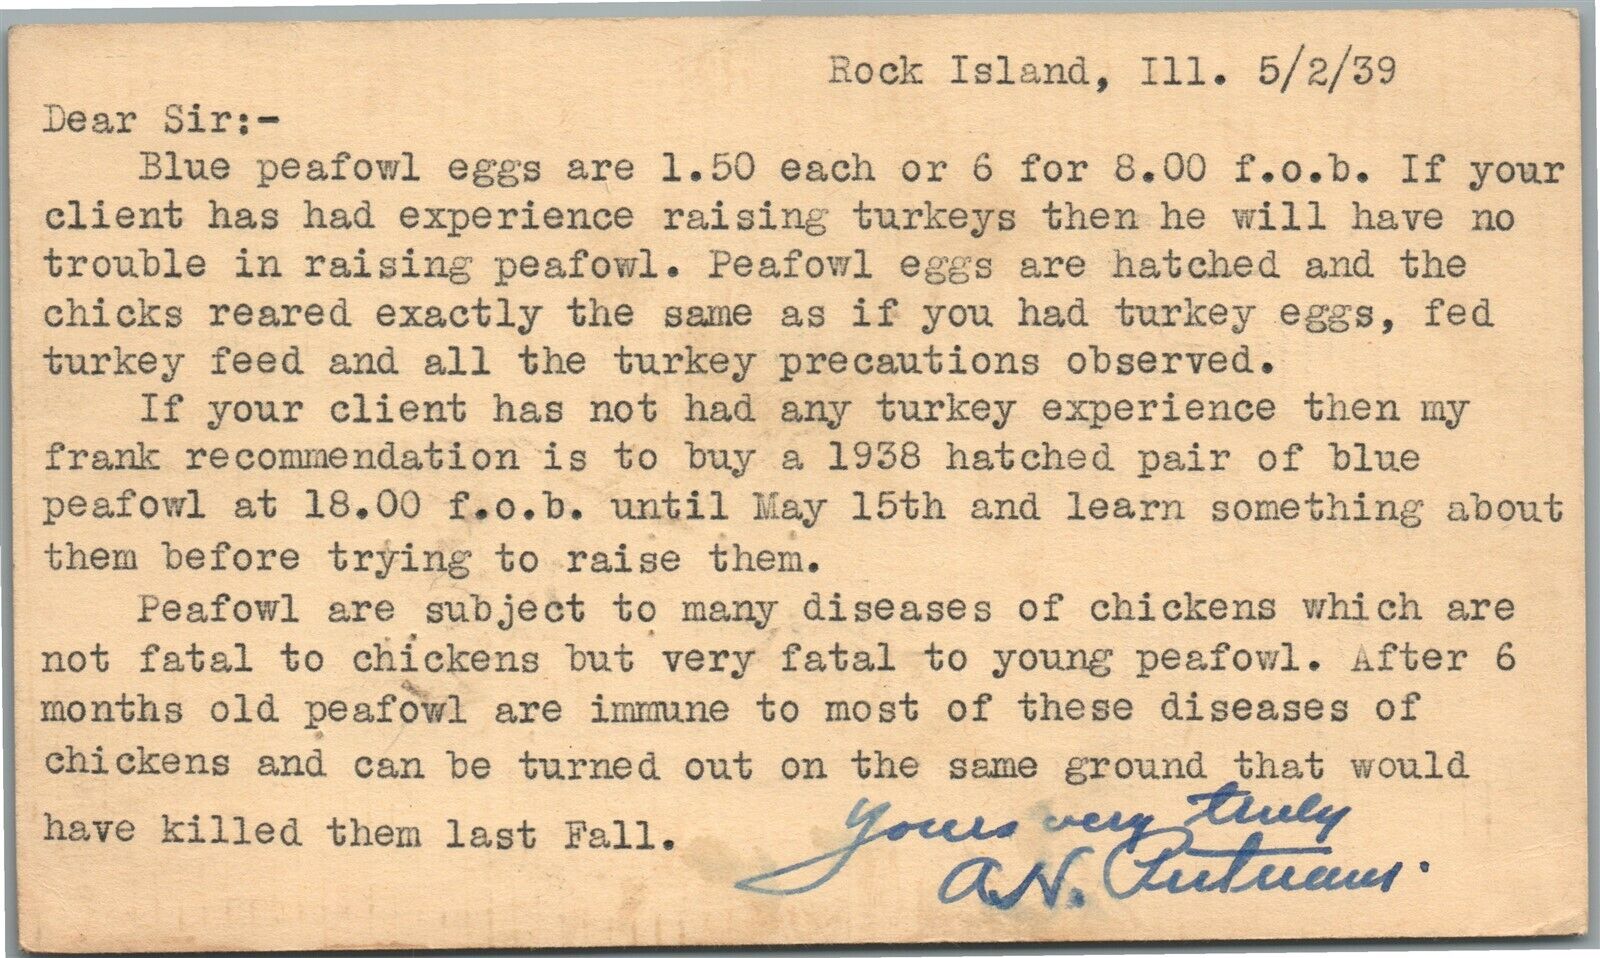 Rock Island, Ill. 5/2/39
Dear Sir:-
Blue peafowl eggs are 1.50 each or 6 for 8.00 f.o.b. If your
client has had experience raising turkeys then he will have no
trouble in raising peafowl. Peafowl eggs are hatched and the
chicks reared exactly the same as if you had turkey eggs, fed
turkey feed and all the turkey precautions observed.
If your client has not had any turkey experience then my
frank recommendation is to buy a 1938 hatched pair of blue
peafowl at 18.00 f.o.b. until May 15th and learn something about
them before trying to raise them.
Peafowl are subject to many diseases of chickens which are
not fatal to chickens but very fatal to young peafowl. After 6
months old peafowl are immune to most of these diseases of
chickens and can be turned out on the same ground that would
have killed them last Fall.
Yours very truly
A.N.